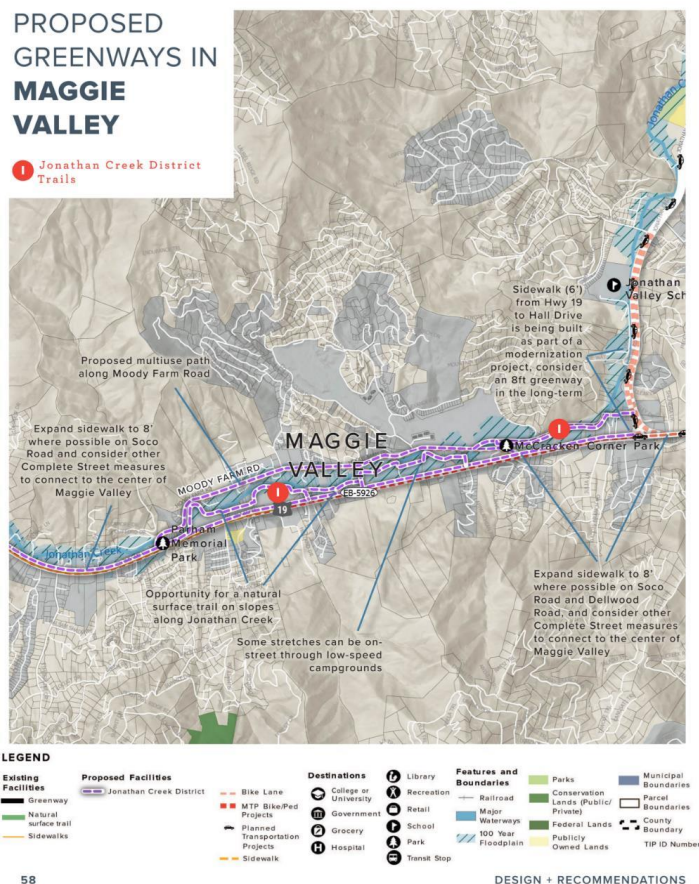 PROPOSED
GREENWAYS IN
MAGGIE
VALLEY
1 Jonathan Creek District
Trails
Jonathan C
Jonathan
Valley Sch
Sidewalk (6')
from Hwy 19
to Hall Drive
is being built
as part of a
modernization
project, consider
an 8ft greenway
in the long-term
Proposed multiuse path
along Moody Farm Road
Expand sidewalk to 8'
where possible on Soco
Road and consider other
Complete Street measures
to connect to the center of
Maggie Valley
MAGGIE
VALLEY
1
McCracken Corner Park
MOODY FARM RD
1
EB-5926
19
Parham
Memorial
Park
Jonathan Creek
Opportunity for a natural
surface trail on slopes
along Jonathan Creek
Some stretches can be on-
street through low-speed
campgrounds
Expand sidewalk to 8'
where possible on Soco
Road and Dellwood
Road, and consider other
Complete Street measures
to connect to the center of
Maggie Valley
LEGEND
Existing
Facilities
Greenway
Natural
surface trail
Sidewalks
Proposed Facilities
Jonathan Creek District
Bike Lane
MTP Bike/Ped
Projects
Planned
Transportation
Projects
Sidewalk
Destinations
College or
University
Government
Grocery
Hospital
Library
Recreation
Retail
School
Park
Transit Stop
Features and
Boundaries
Railroad
Major
Waterways
100 Year
Floodplain
Parks
Conservation
Lands (Public/
Private)
Federal Lands
Publicly
Owned Lands
Municipal
Boundaries
Parcel
Boundaries
County
Boundary
TIP ID Number
58
DESIGN + RECOMMENDATIONS